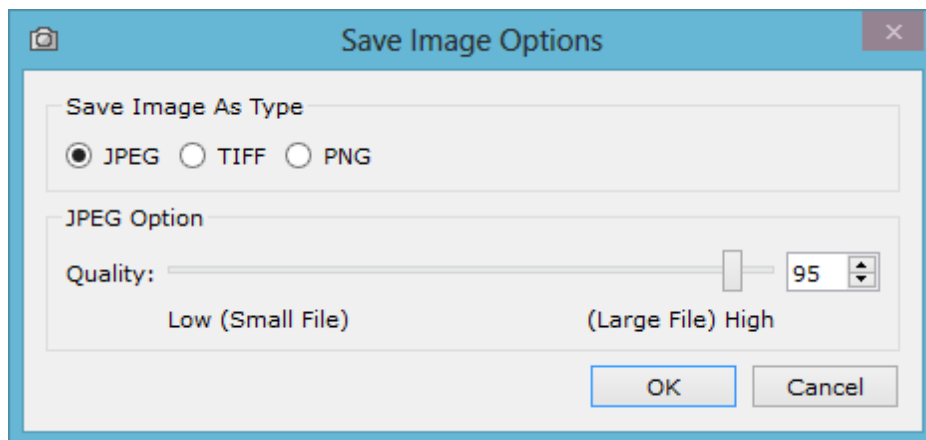 Save Image Options
Save Image As Type
JPEG TIFF PNG
JPEG Option
Quality: 95
Low (Small File) (Large File) High
OK Cancel